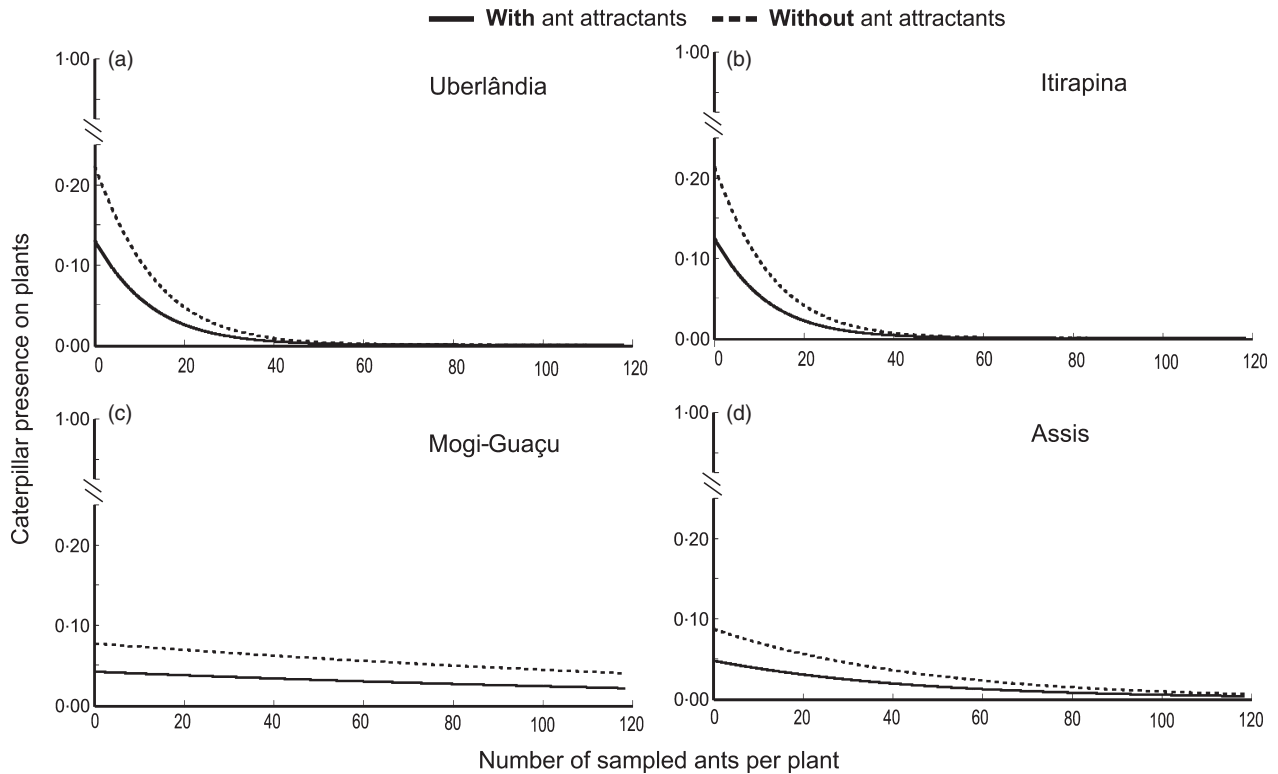 With ant attractants Without ant attractants
(a) Uberlândia
1·00
0·20
0·10
0·00
0 20 40 60 80 100 120
(b) Itirapina
1·00
0·20
0·10
0·00
0 20 40 60 80 100 120
(c) Mogi-Guaçu
1·00
0·20
0·10
0·00
0 20 40 60 80 100 120
(d) Assis
1·00
0·20
0·10
0·00
0 20 40 60 80 100 120
Caterpillar presence on plants
Number of sampled ants per plant